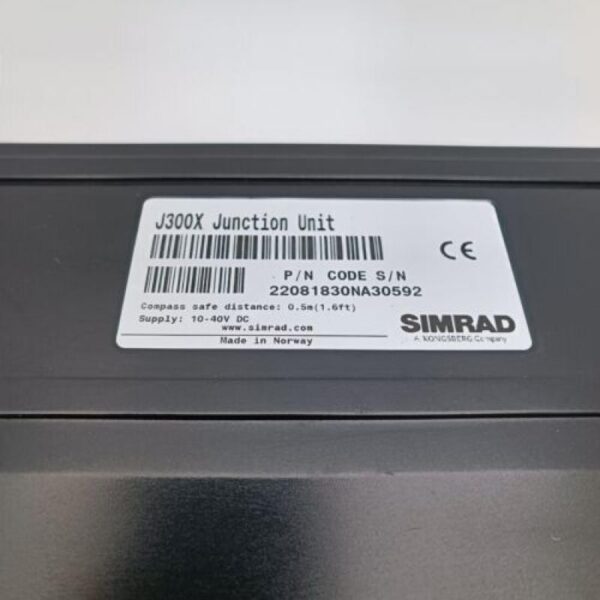 J300X Junction Unit
CE
P/N CODE S/N
22081830NA30592
Compass safe distance: 0.5m(1.6ft)
Supply: 10-40V DC
www.simrad.com
Made in Norway
SIMRAD
A KONGSBERG Company